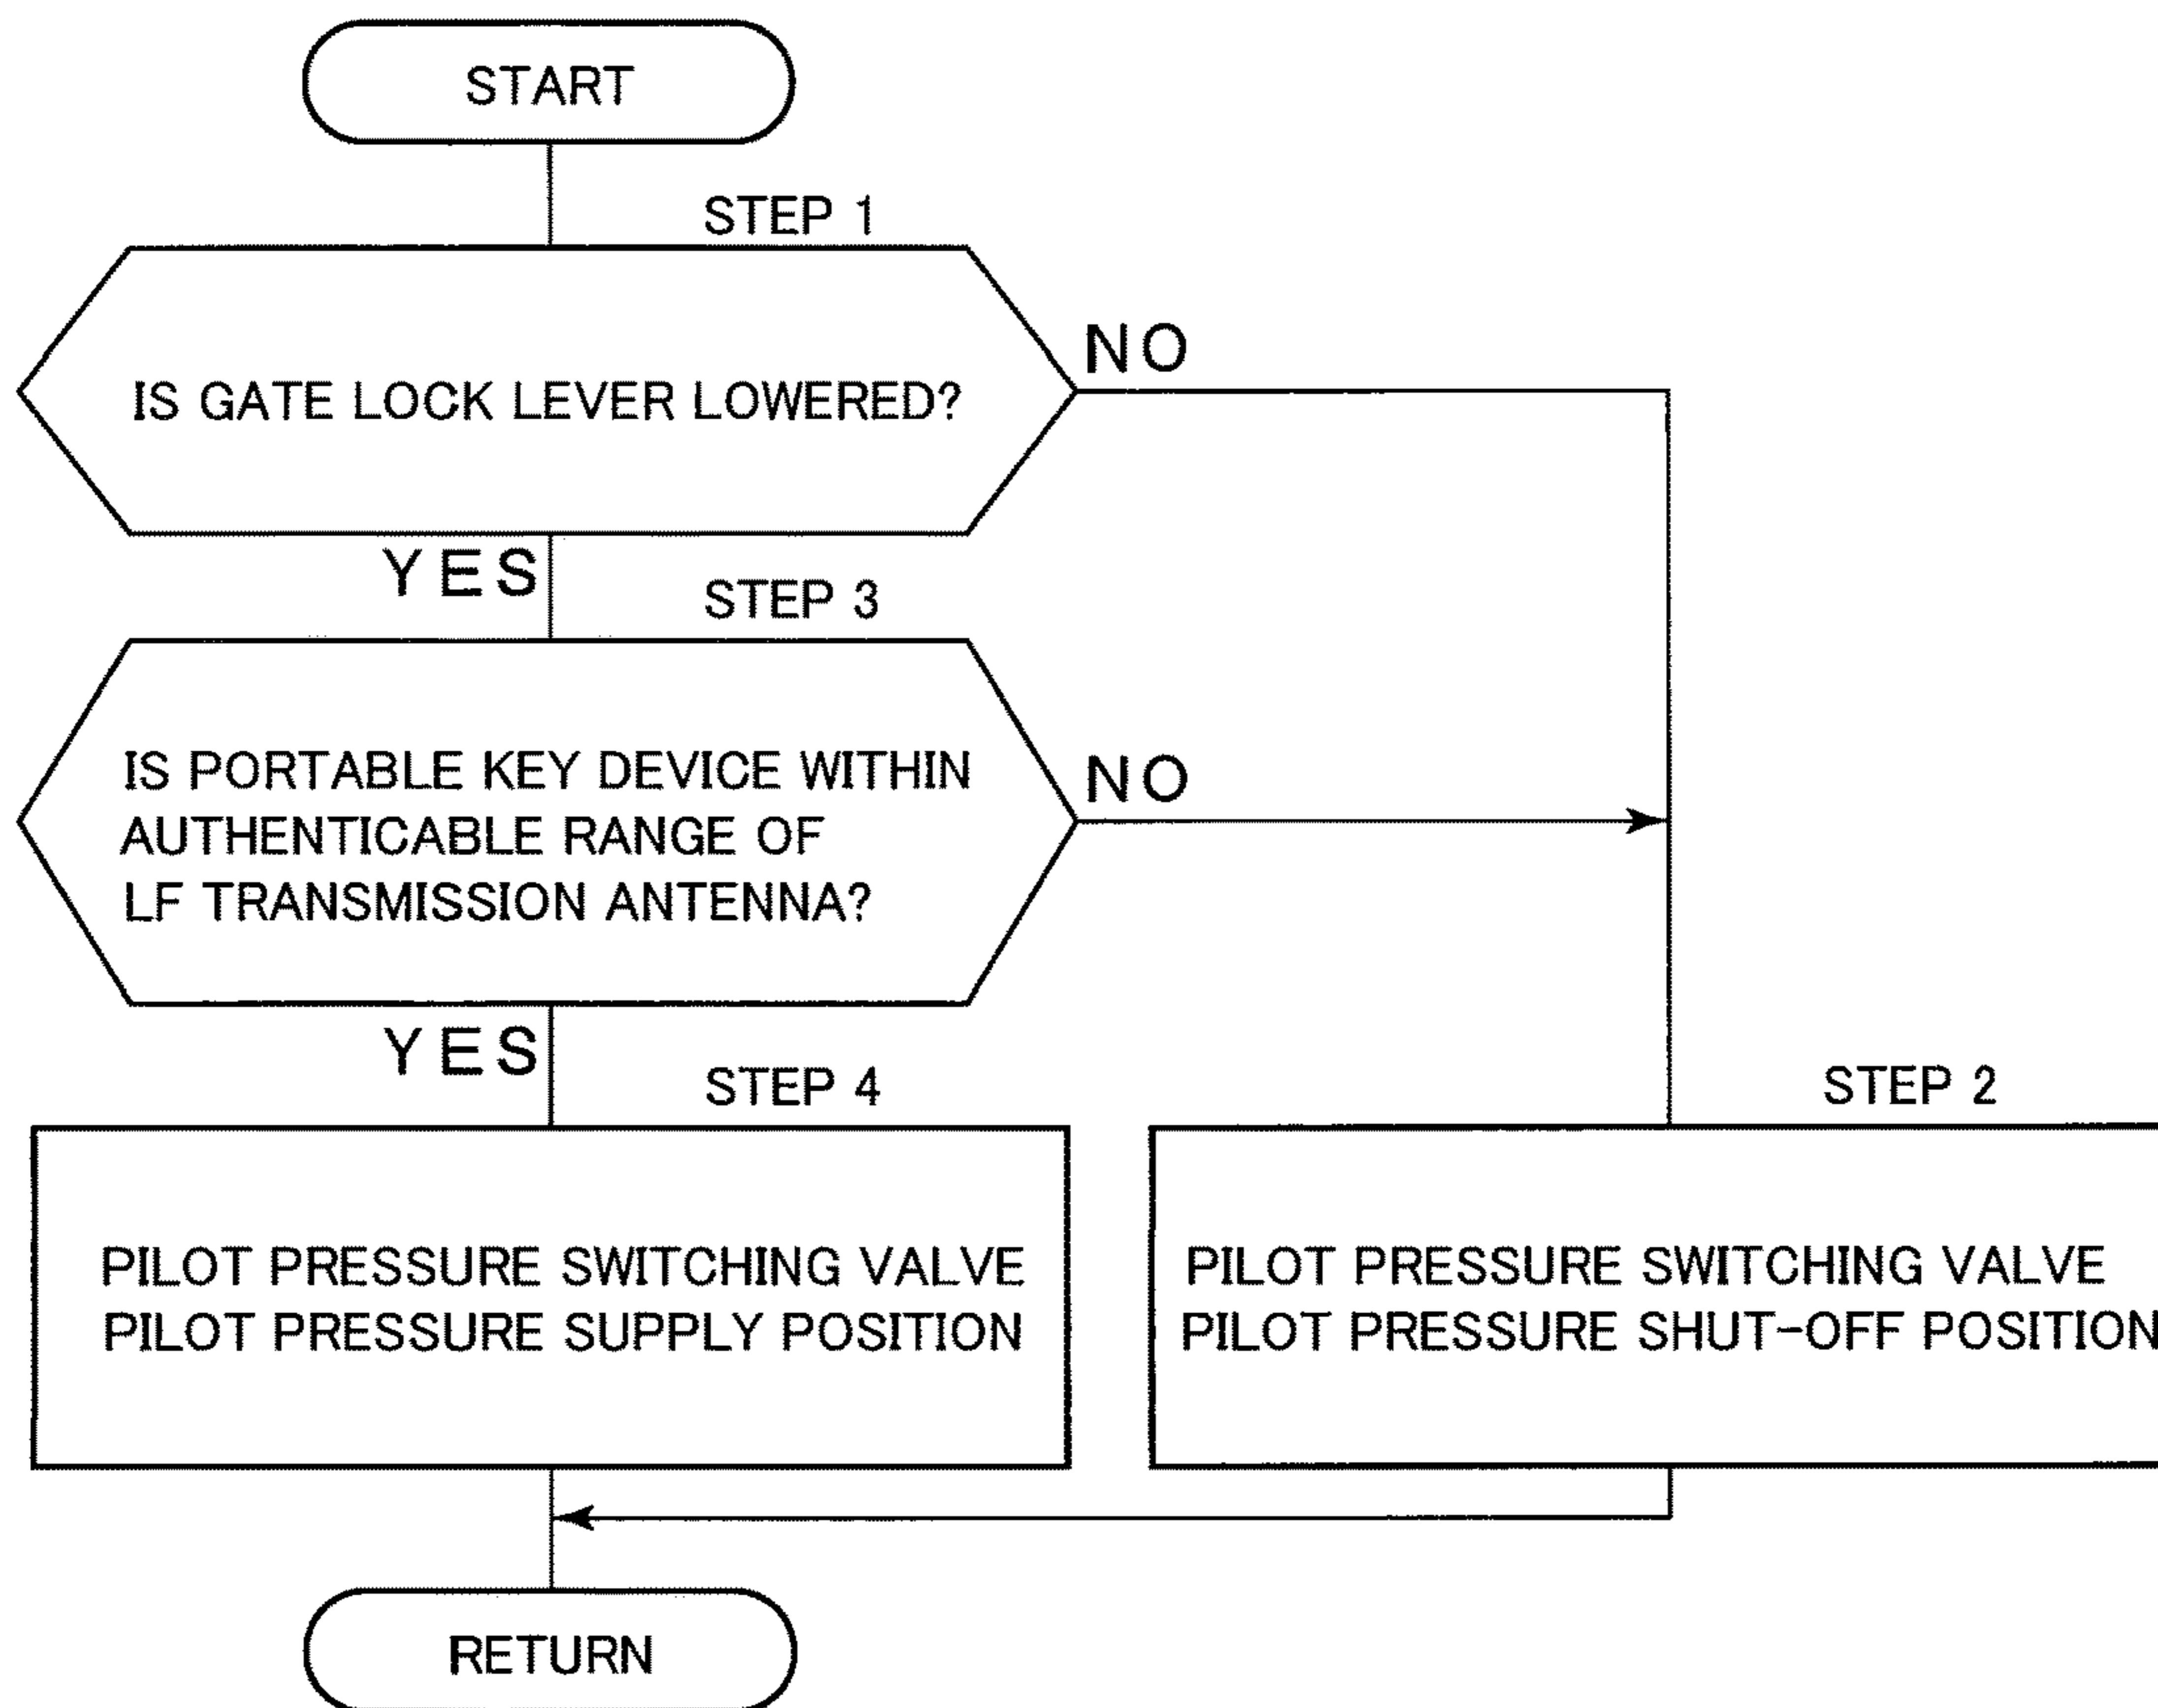 START
STEP 1
IS GATE LOCK LEVER LOWERED?
NO
YES
STEP 3
IS PORTABLE KEY DEVICE WITHIN
AUTHENTICABLE RANGE OF
LF TRANSMISSION ANTENNA?
NO
YES
STEP 4
PILOT PRESSURE SWITCHING VALVE
PILOT PRESSURE SUPPLY POSITION
STEP 2
PILOT PRESSURE SWITCHING VALVE
PILOT PRESSURE SHUT-OFF POSITION
RETURN